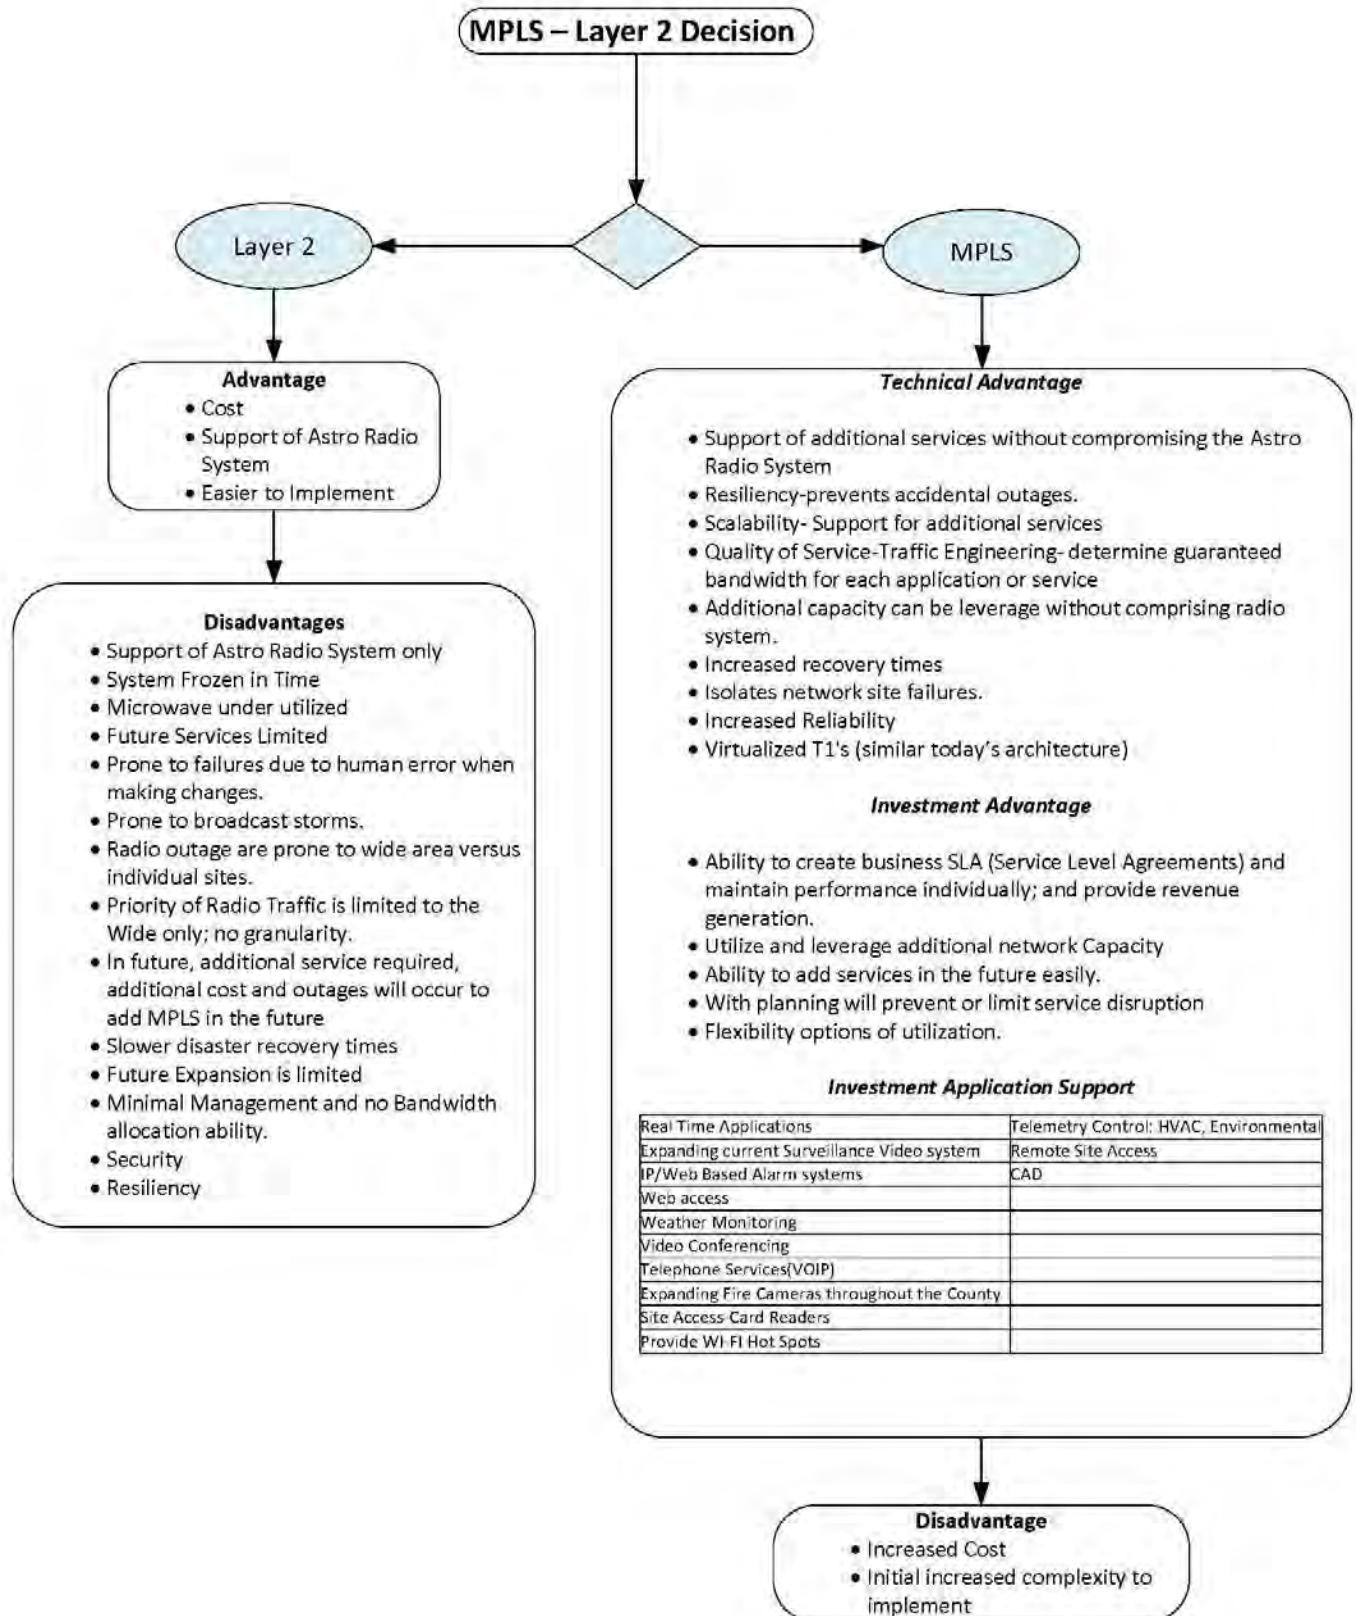 MPLS – Layer 2 Decision
Layer 2
MPLS
Advantage
• Cost
• Support of Astro Radio
System
• Easier to Implement
Disadvantages
• Support of Astro Radio System only
• System Frozen in Time
• Microwave under utilized
• Future Services Limited
• Prone to failures due to human error when
making changes.
• Prone to broadcast storms.
• Radio outage are prone to wide area versus
individual sites.
• Priority of Radio Traffic is limited to the
Wide only; no granularity.
• In future, additional service required,
additional cost and outages will occur to
add MPLS in the future
• Slower disaster recovery times
• Future Expansion is limited
• Minimal Management and no Bandwidth
allocation ability.
• Security
• Resiliency
Technical Advantage
• Support of additional services without compromising the Astro
Radio System
• Resiliency-prevents accidental outages.
• Scalability- Support for additional services
• Quality of Service-Traffic Engineering- determine guaranteed
bandwidth for each application or service
• Additional capacity can be leverage without comprising radio
system.
• Increased recovery times
• Isolates network site failures.
• Increased Reliability
• Virtualized T1's (similar today's architecture)
Investment Advantage
• Ability to create business SLA (Service Level Agreements) and
maintain performance individually; and provide revenue
generation.
• Utilize and leverage additional network Capacity
• Ability to add services in the future easily.
• With planning will prevent or limit service disruption
• Flexibility options of utilization.
Investment Application Support
Real Time Applications Telemetry Control: HVAC, Environmental
Expanding current Surveillance Video system Remote Site Access
IP/Web Based Alarm systems CAD
Web access
Weather Monitoring
Video Conferencing
Telephone Services(VOIP)
Expanding Fire Cameras throughout the County
Site Access Card Readers
Provide WI-FI Hot Spots
Disadvantage
• Increased Cost
• Initial increased complexity to
implement